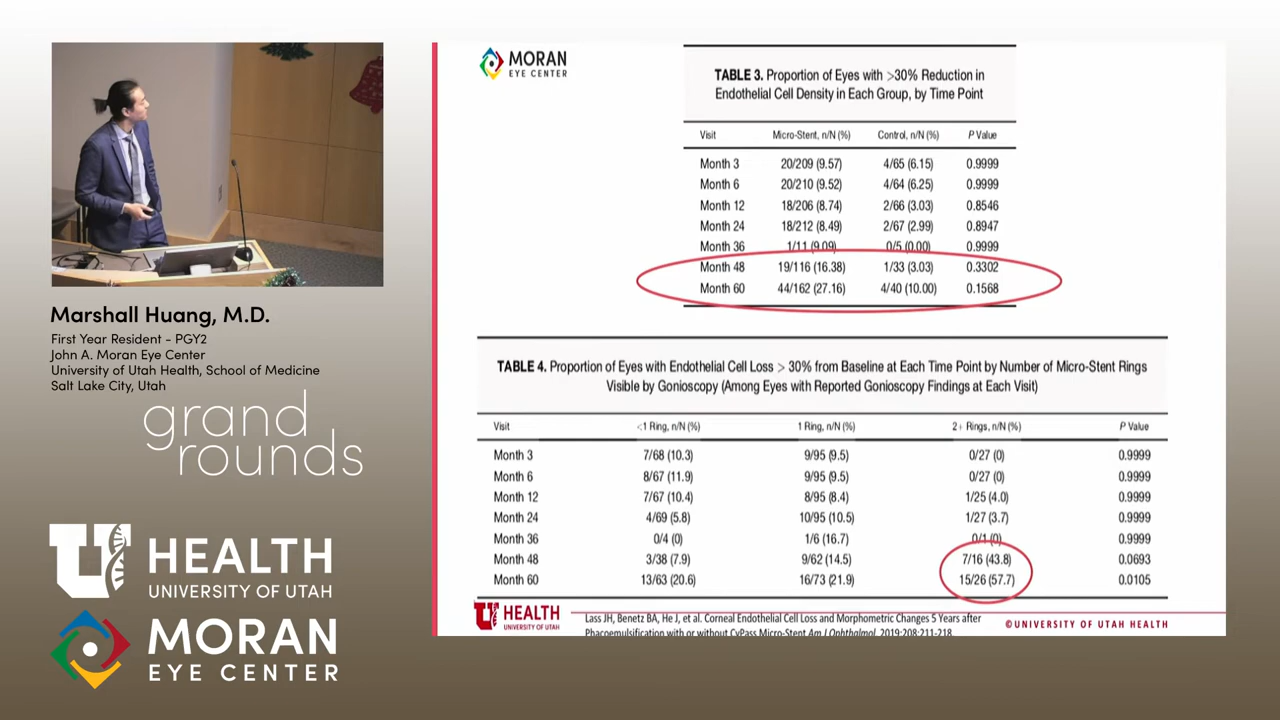 MORAN
EYE CENTER
TABLE 3. Proportion of Eyes with >30% Reduction in
Endothelial Cell Density in Each Group, by Time Point
Visit Micro-Stent, n/N (%) Control, n/N (%) P Value
Month 3 20/209 (9.57) 4/65 (6.15) 0.9999
Month 6 20/210 (9.52) 4/64 (6.25) 0.9999
Month 12 18/206 (8.74) 2/66 (3.03) 0.8546
Month 24 18/212 (8.49) 2/67 (2.99) 0.8947
Month 36 1/11 (9.09) 0/5 (0.00) 0.9999
Month 48 19/116 (16.38) 1/33 (3.03) 0.3302
Month 60 44/162 (27.16) 4/40 (10.00) 0.1568
TABLE 4. Proportion of Eyes with Endothelial Cell Loss > 30% from Baseline at Each Time Point by Number of Micro-Stent Rings
Visible by Gonioscopy (Among Eyes with Reported Gonioscopy Findings at Each Visit)
Visit <1 Ring, n/N (%) 1 Ring, n/N (%) 2+ Rings, n/N (%) P Value
Month 3 7/68 (10.3) 9/95 (9.5) 0/27 (0) 0.9999
Month 6 8/67 (11.9) 9/95 (9.5) 0/27 (0) 0.9999
Month 12 7/67 (10.4) 8/95 (8.4) 1/25 (4.0) 0.9999
Month 24 4/69 (5.8) 10/95 (10.5) 1/27 (3.7) 0.9999
Month 36 0/4 (0) 1/6 (16.7) 0/1 (0) 0.9999
Month 48 3/38 (7.9) 9/62 (14.5) 7/16 (43.8) 0.0693
Month 60 13/63 (20.6) 16/73 (21.9) 15/26 (57.7) 0.0105
U HEALTH
UNIVERSITY OF UTAH
Lass JH, Benetz BA, He J, et al. Corneal Endothelial Cell Loss and Morphometric Changes 5 Years after
Phacoemulsification with or without CyPass Micro-Stent Am J Ophthalmol. 2019;208:211-218.
©UNIVERSITY OF UTAH HEALTH
Marshall Huang, M.D.
First Year Resident - PGY2
John A. Moran Eye Center
University of Utah Health, School of Medicine
Salt Lake City, Utah
grand
rounds
U HEALTH
UNIVERSITY OF UTAH
MORAN
EYE CENTER